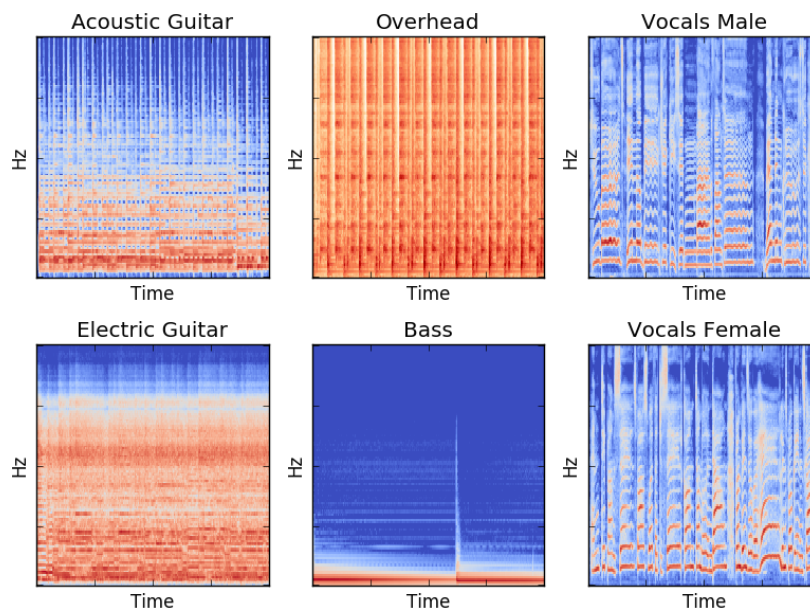 Acoustic Guitar
Overhead
Vocals Male
Hz
Hz
Hz
Time
Time
Time
Electric Guitar
Bass
Vocals Female
Hz
Hz
Hz
Time
Time
Time